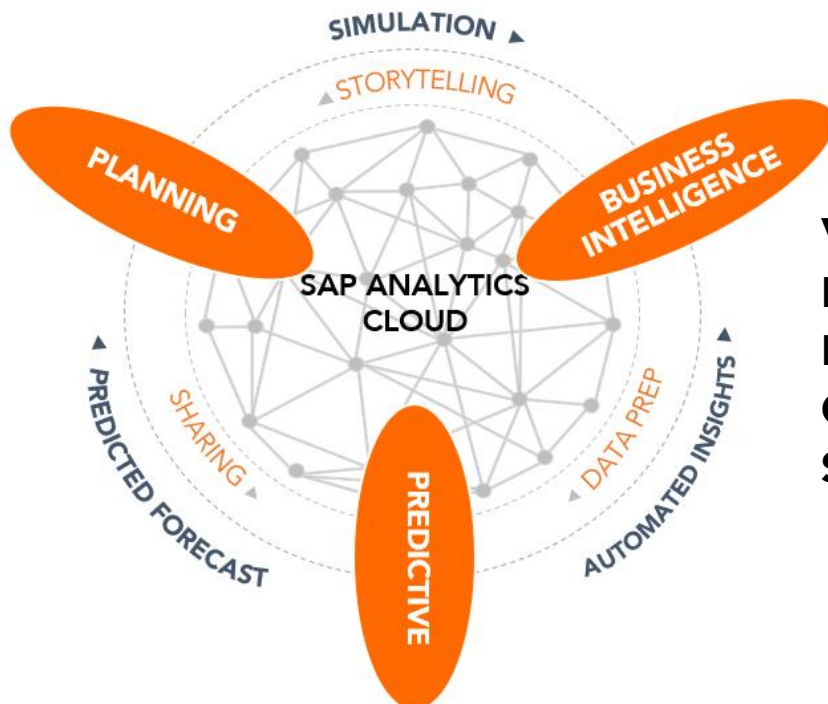 SIMULATION
STORYTELLING
PLANNING
BUSINESS
INTELLIGENCE
SAP ANALYTICS
CLOUD
PREDICTED FORECAST
SHARING
PREDICTIVE
DATA PREP
AUTOMATED INSIGHTS